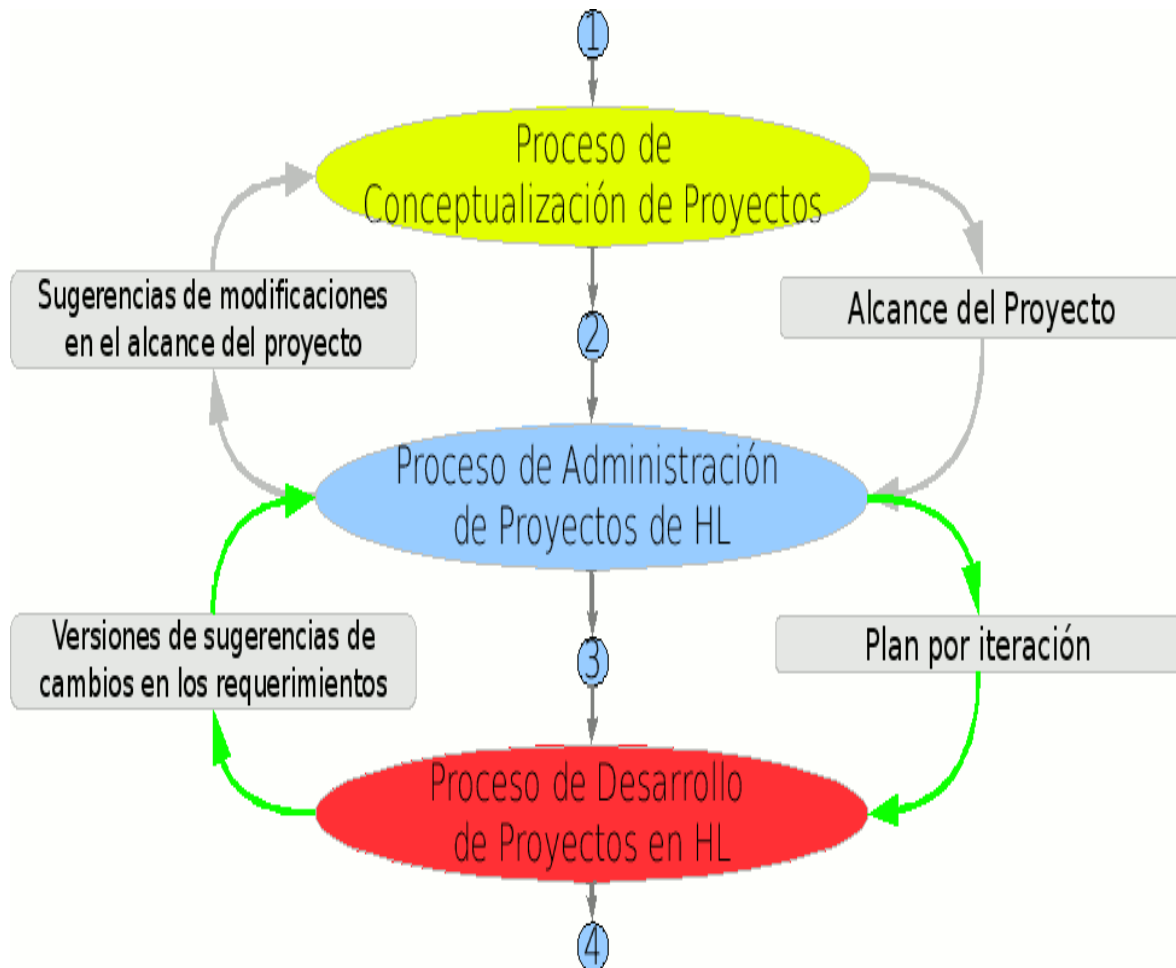 1
Proceso de
Conceptualización de Proyectos
Sugerencias de modificaciones
en el alcance del proyecto
Alcance del Proyecto
2
Proceso de Administración
de Proyectos de HL
Versiones de sugerencias de
cambios en los requerimientos
Plan por iteración
3
Proceso de Desarrollo
de Proyectos en HL
4